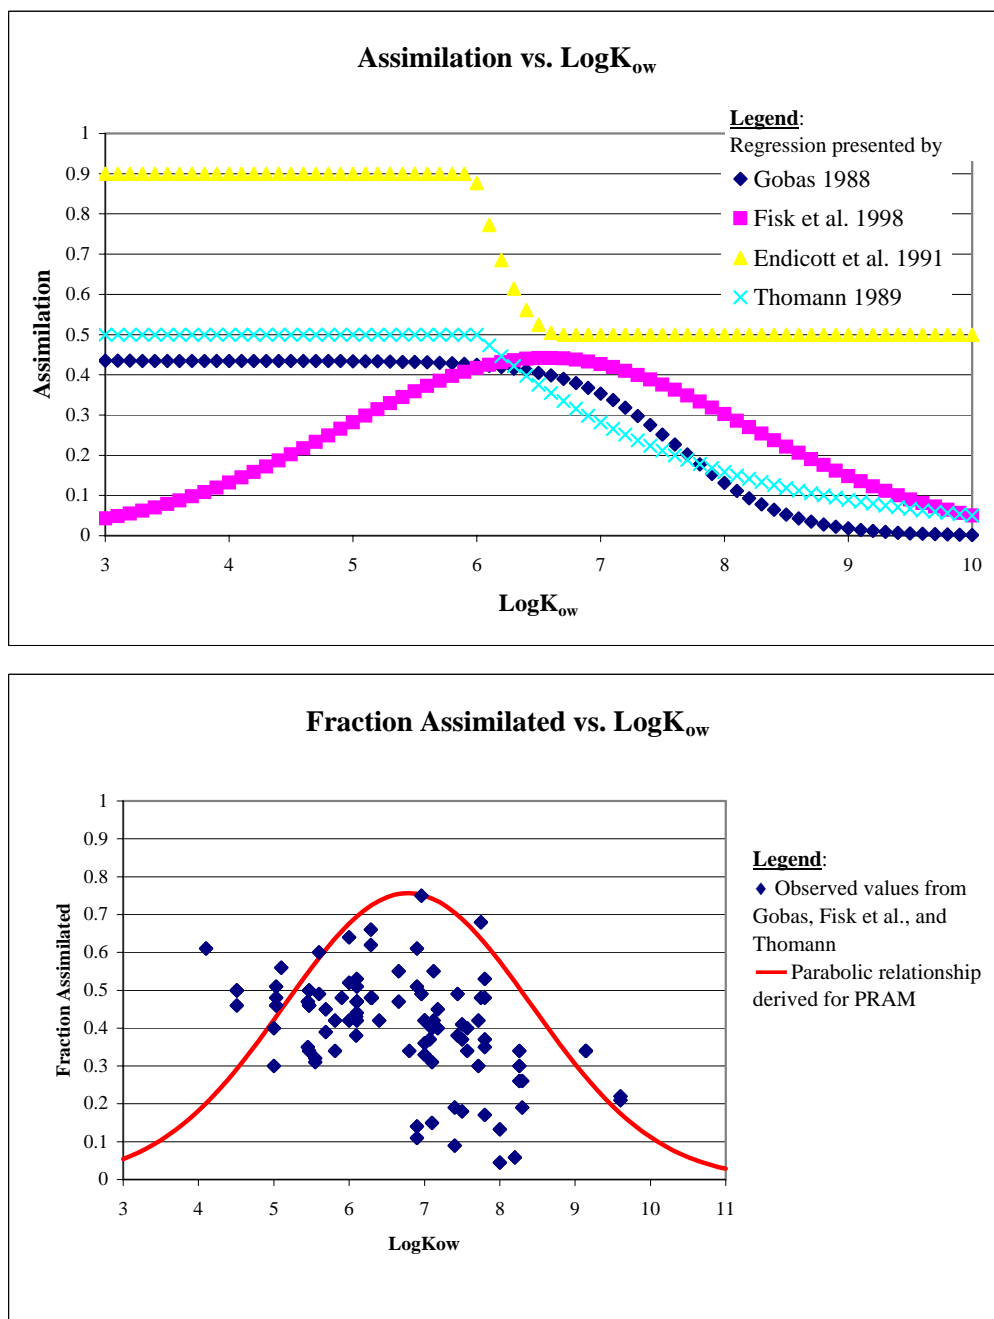 Assimilation vs. LogKow
Legend:
Regression presented by
Gobas 1988
Fisk et al. 1998
Endicott et al. 1991
Thomann 1989
1
0.9
0.8
0.7
0.6
0.5
0.4
0.3
0.2
0.1
0
Assimilation
3 4 5 6 7 8 9 10
LogKow
Fraction Assimilated vs. LogKow
1
0.9
0.8
0.7
0.6
0.5
0.4
0.3
0.2
0.1
0
Fraction Assimilated
3 4 5 6 7 8 9 10 11
LogKow
Legend:
Observed values from
Gobas, Fisk et al., and
Thomann
Parabolic relationship
derived for PRAM